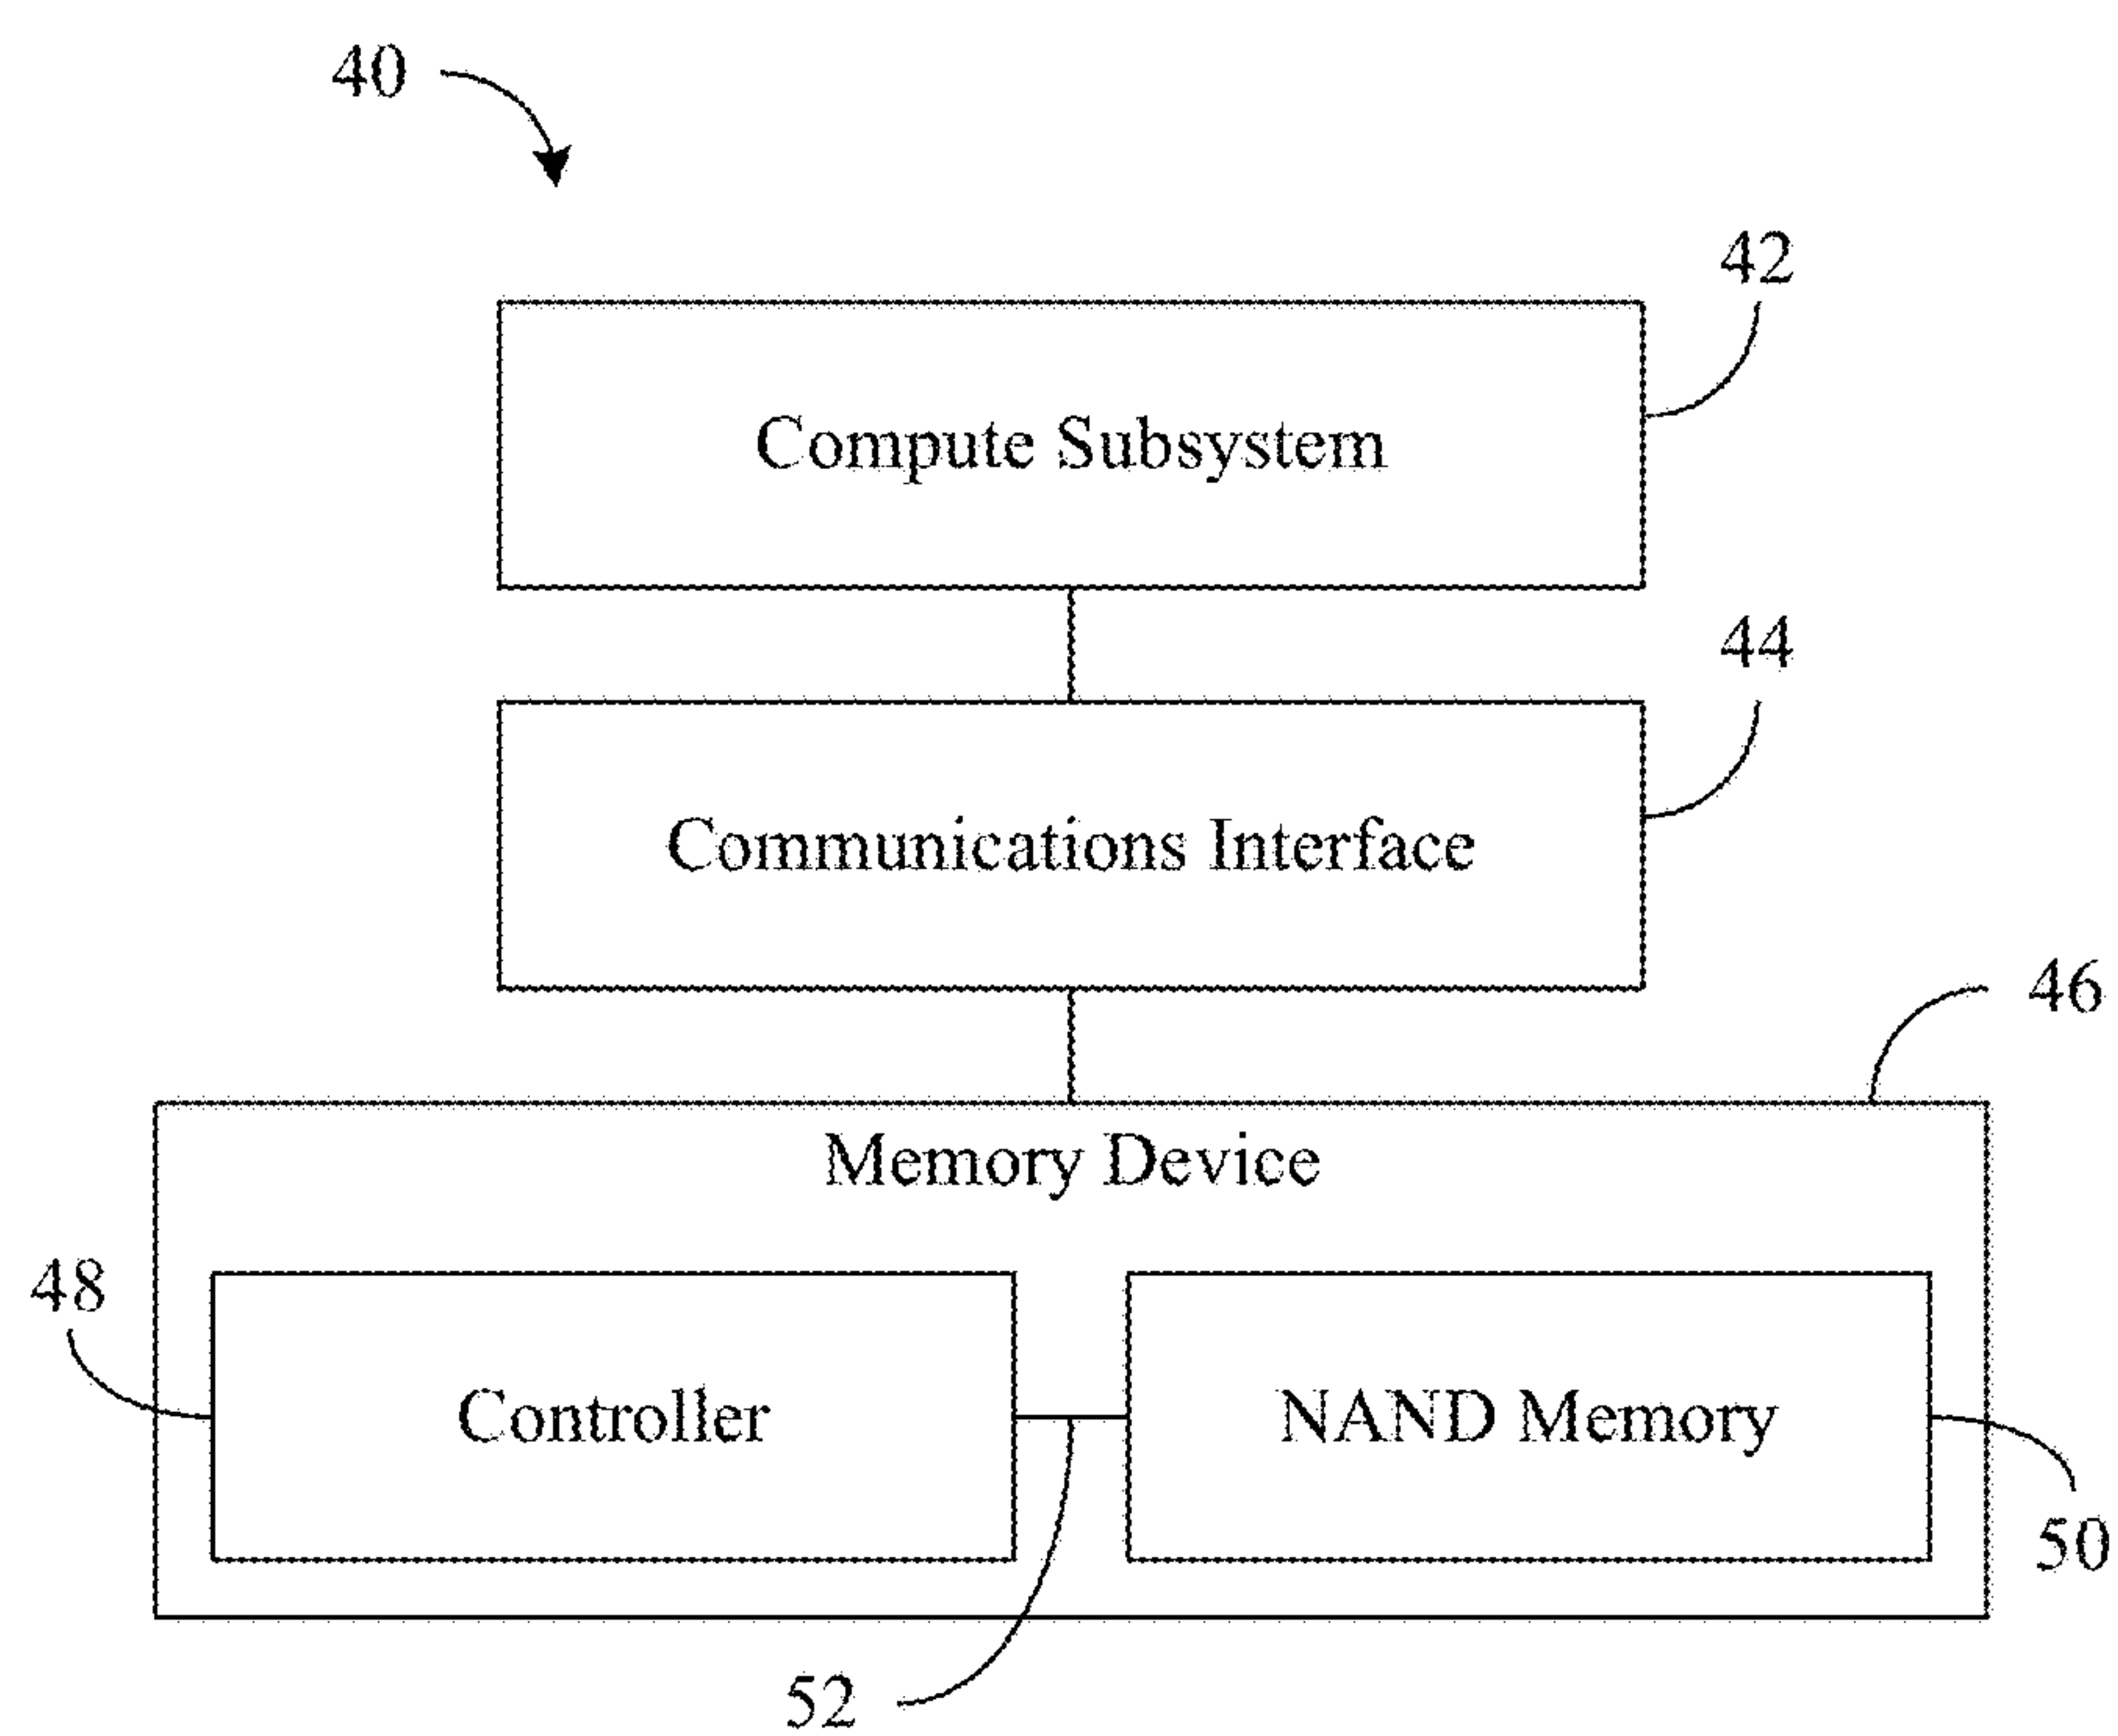 40
42
Compute Subsystem
44
Communications Interface
46
Memory Device
48
Controller
NAND Memory
50
52